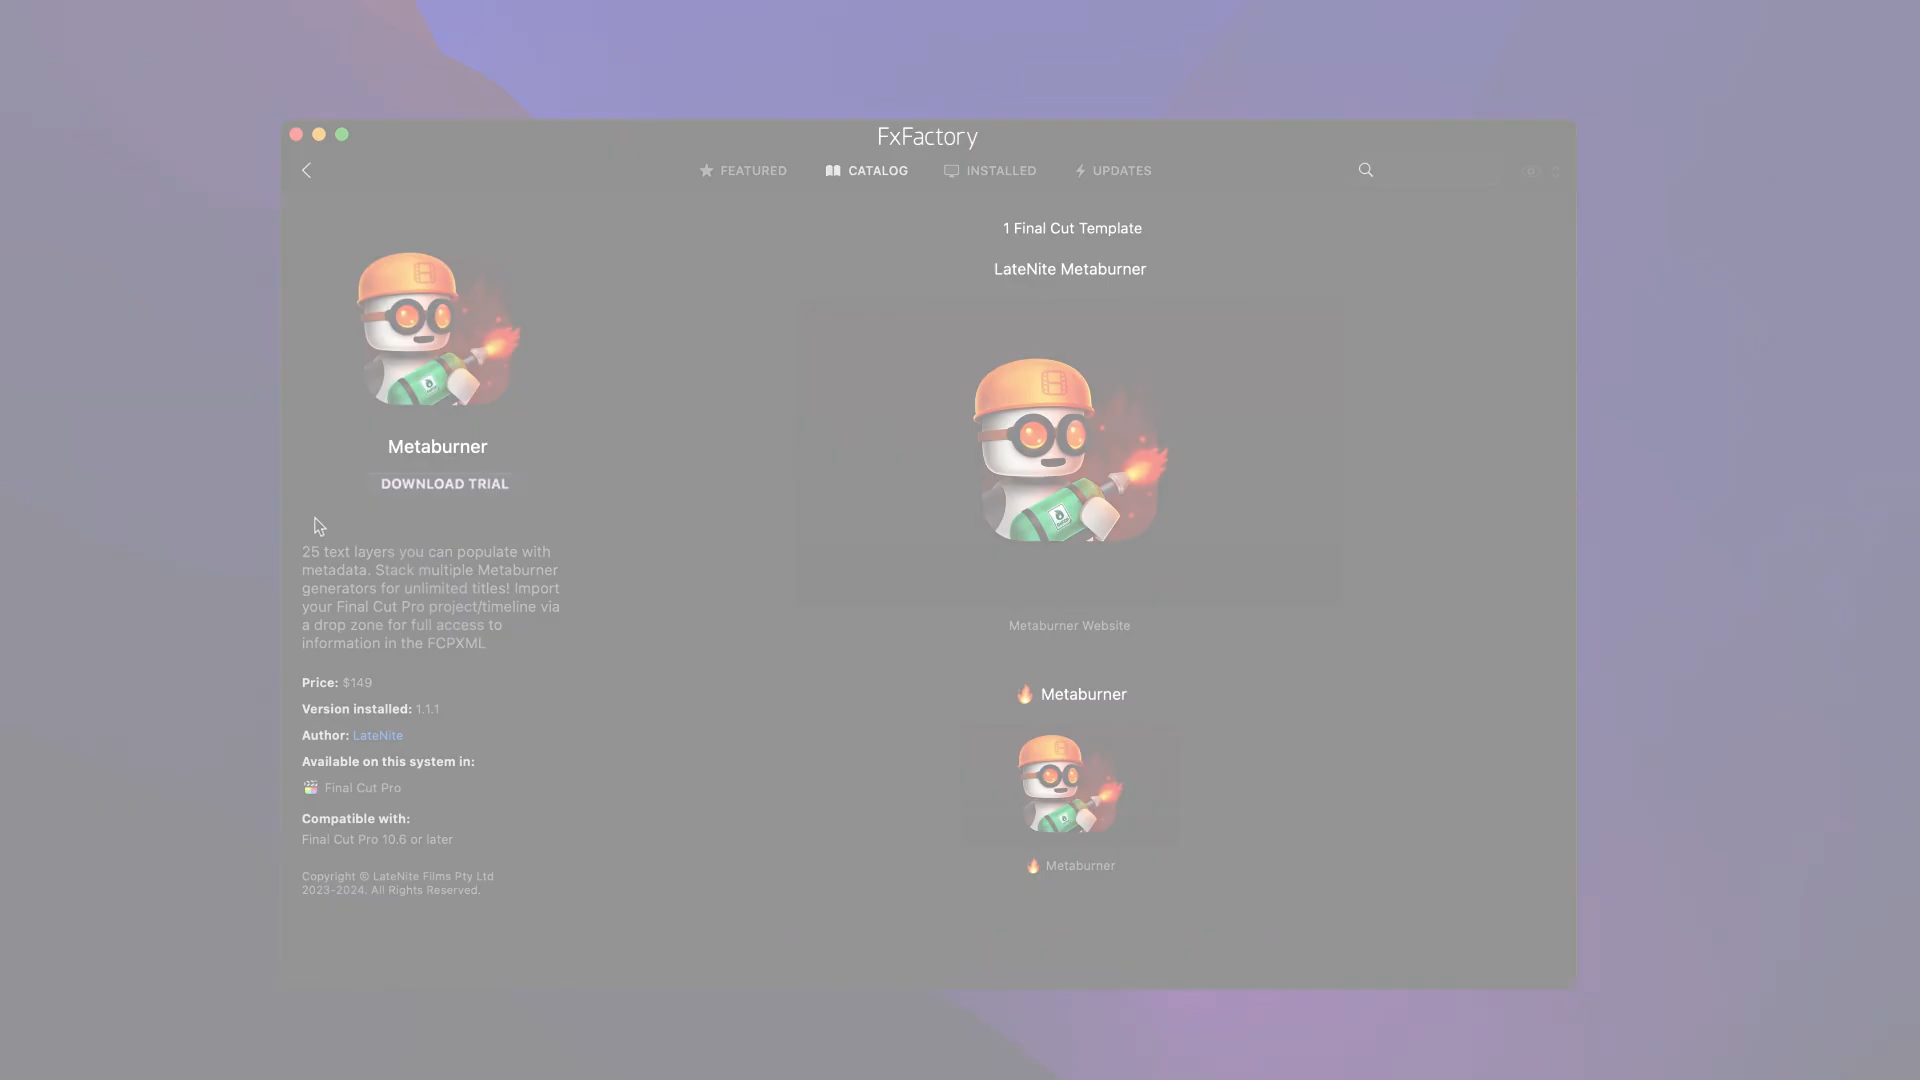 FxFactory
FEATURED
CATALOG
INSTALLED
UPDATES
Metaburner
DOWNLOAD TRIAL
25 text layers you can populate with
metadata. Stack multiple Metaburner
generators for unlimited titles! Import
your Final Cut Pro project/timeline via
a drop zone for full access to
information in the FCPXML
Price: $149
Version installed: 1.1.1
Author: LateNite
Available on this system in:
Final Cut Pro
Compatible with:
Final Cut Pro 10.6 or later
Copyright © LateNite Films Pty Ltd
2023-2024. All Rights Reserved.
1 Final Cut Template
LateNite Metaburner
Metaburner Website
🔥 Metaburner
🔥 Metaburner